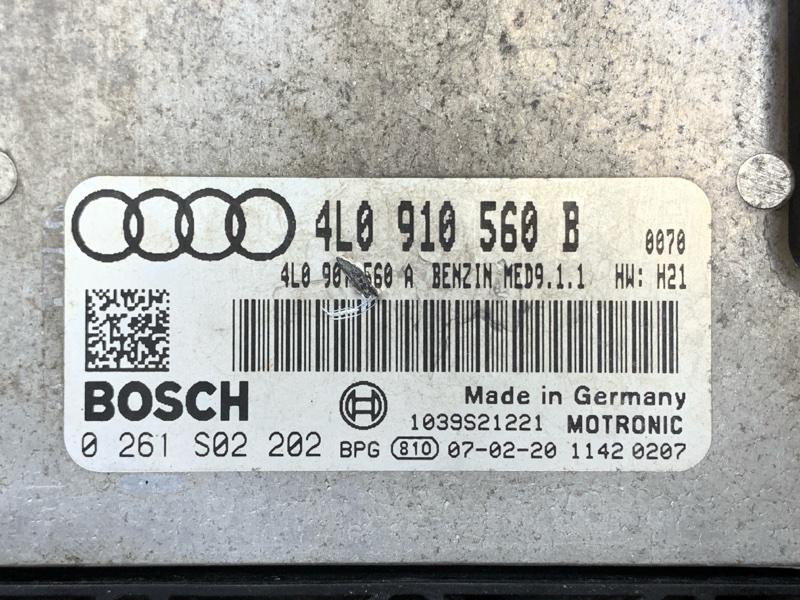 4L0 910 560 B 0070
4L0 560 A BENZIN MED9.1.1 HW: H21
BOSCH
Made in Germany
1039S21221 MOTRONIC
0 261 S02 202 BPG 810 07-02-20 1142 0207